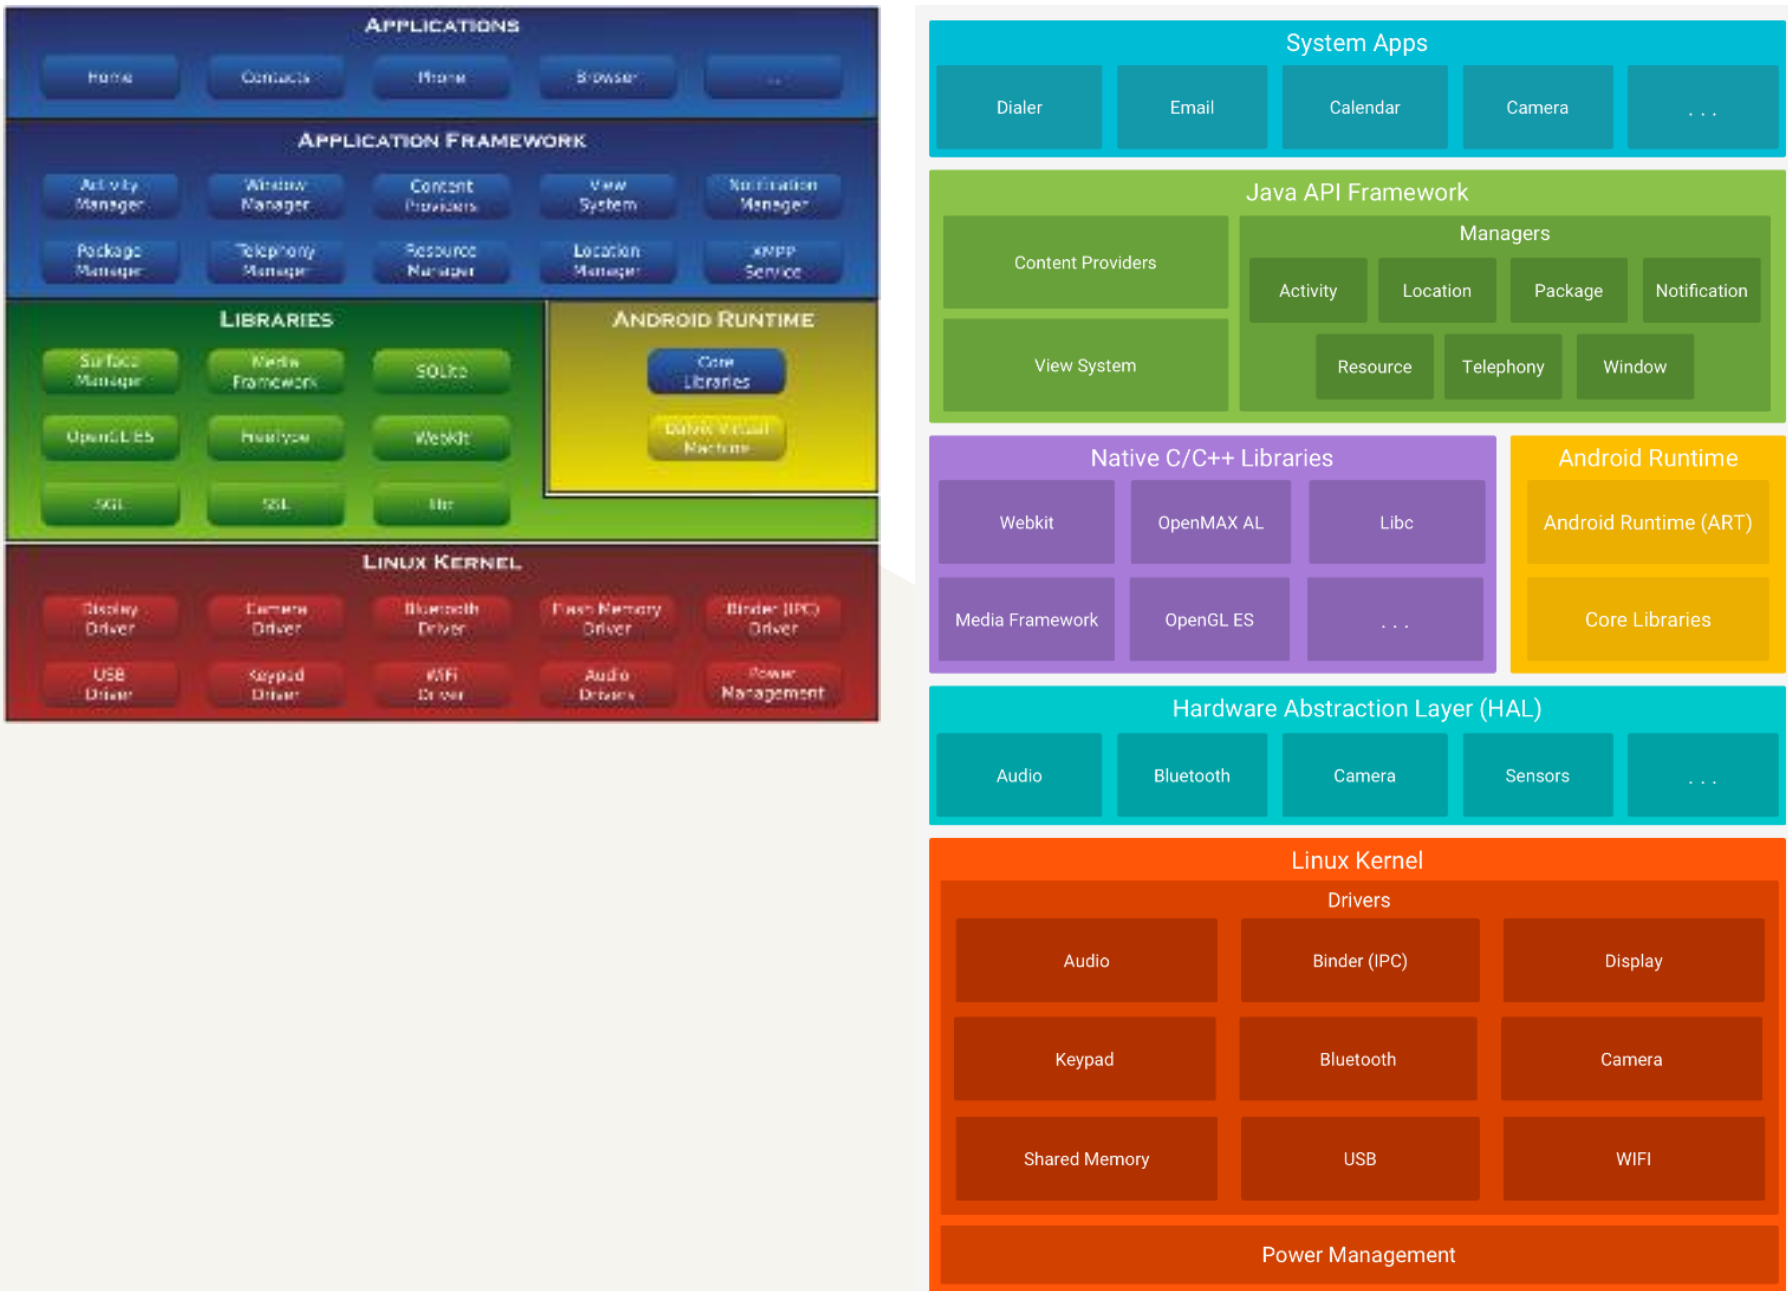 APPLICATIONS
Home
Contacts
Phone
Browser
...
APPLICATION FRAMEWORK
Activity
Manager
Window
Manager
Content
Providers
View
System
Notification
Manager
Package
Manager
Telephony
Manager
Resource
Manager
Location
Manager
XMPP
Service
LIBRARIES
Surface
Manager
Media
Framework
SQLite
OpenGL|ES
FreeType
WebKit
SGL
SSL
libc
ANDROID RUNTIME
Core
Libraries
Dalvik Virtual
Machine
LINUX KERNEL
Display
Driver
Camera
Driver
Bluetooth
Driver
Flash Memory
Driver
Binder (IPC)
Driver
USB
Driver
Keypad
Driver
WiFi
Driver
Audio
Drivers
Power
Management
System Apps
Dialer
Email
Calendar
Camera
. . .
Java API Framework
Content Providers
View System
Managers
Activity
Location
Package
Notification
Resource
Telephony
Window
Native C/C++ Libraries
Webkit
OpenMAX AL
Libc
Media Framework
OpenGL ES
. . .
Android Runtime
Android Runtime (ART)
Core Libraries
Hardware Abstraction Layer (HAL)
Audio
Bluetooth
Camera
Sensors
. . .
Linux Kernel
Drivers
Audio
Binder (IPC)
Display
Keypad
Bluetooth
Camera
Shared Memory
USB
WIFI
Power Management